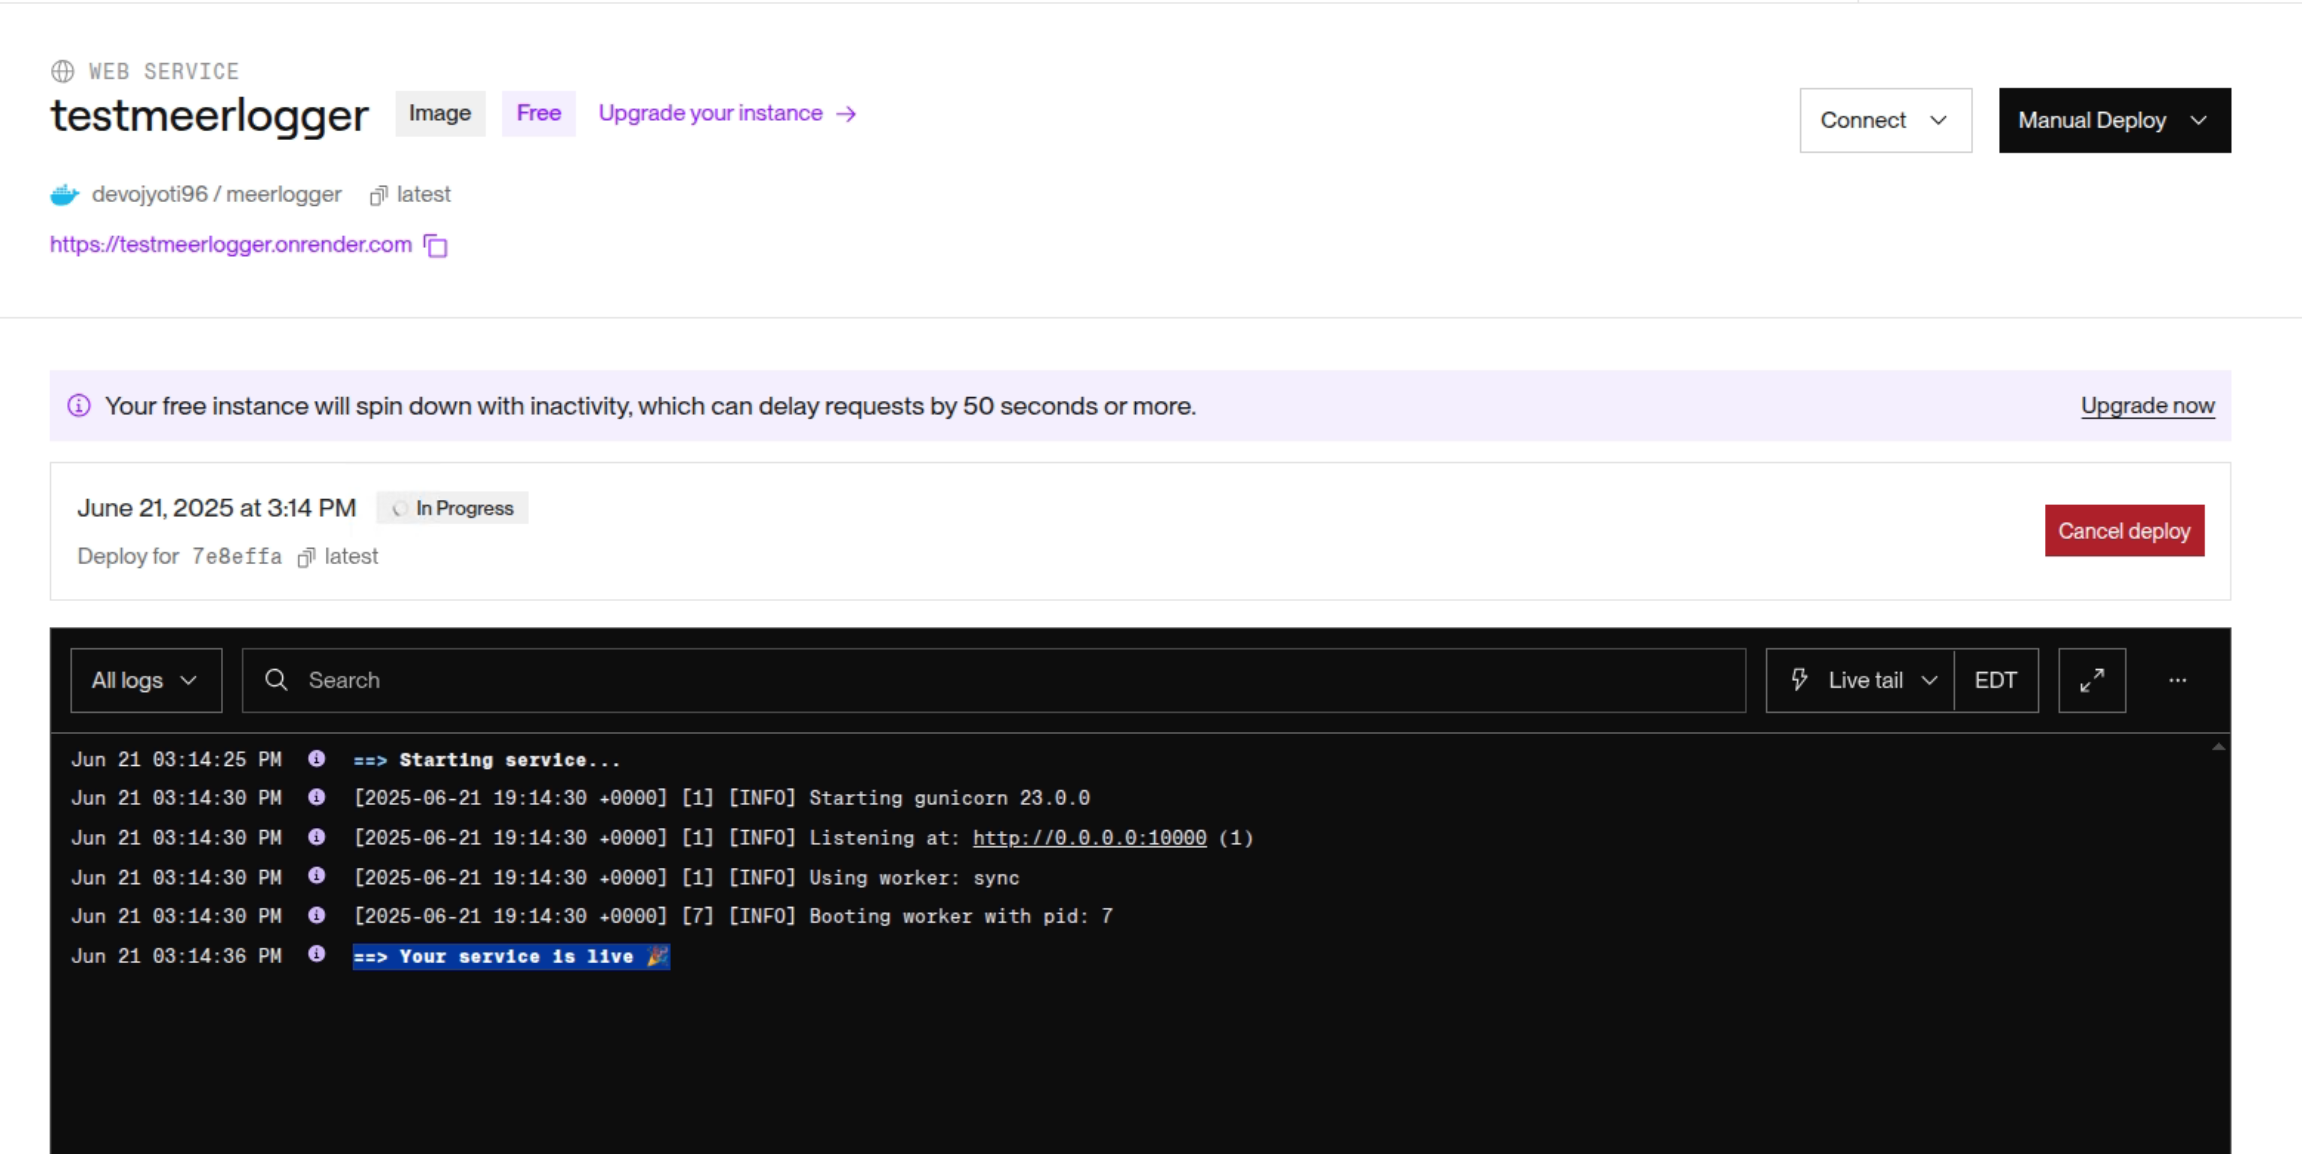 WEB SERVICE
testmeerlogger Image Free Upgrade your instance →
Connect
Manual Deploy
devojyoti96 / meerlogger latest
https://testmeerlogger.onrender.com
Your free instance will spin down with inactivity, which can delay requests by 50 seconds or more.
Upgrade now
June 21, 2025 at 3:14 PM In Progress
Deploy for 7e8effa latest
Cancel deploy
All logs Search Live tail EDT ...
Jun 21 03:14:25 PM ==> Starting service...
Jun 21 03:14:30 PM [2025-06-21 19:14:30 +0000] [1] [INFO] Starting gunicorn 23.0.0
Jun 21 03:14:30 PM [2025-06-21 19:14:30 +0000] [1] [INFO] Listening at: http://0.0.0.0:10000 (1)
Jun 21 03:14:30 PM [2025-06-21 19:14:30 +0000] [1] [INFO] Using worker: sync
Jun 21 03:14:30 PM [2025-06-21 19:14:30 +0000] [7] [INFO] Booting worker with pid: 7
Jun 21 03:14:36 PM ==> Your service is live 🎉